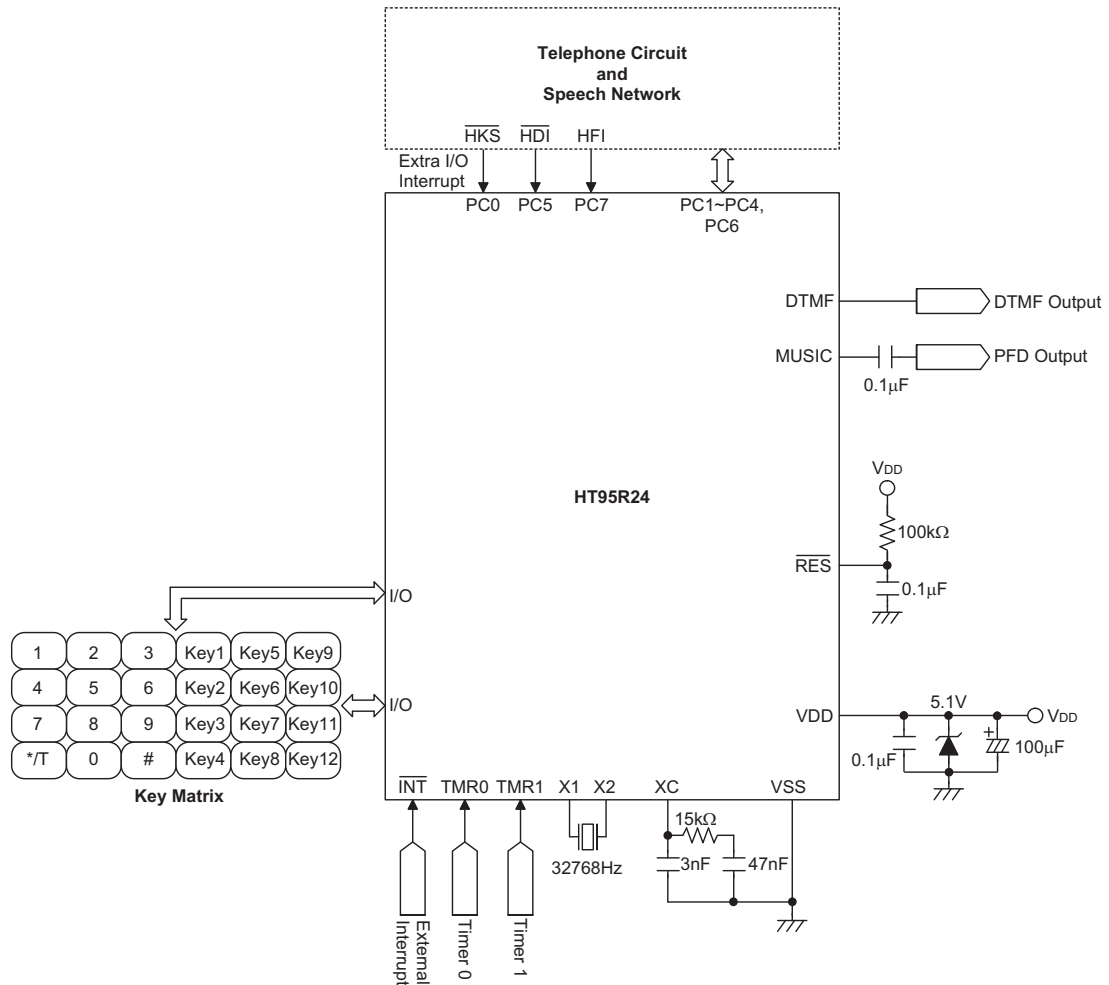 Telephone Circuit
and
Speech Network
HKS HDI HFI
Extra I/O
Interrupt
PC0 PC5 PC7 PC1~PC4,
PC6
DTMF DTMF Output
MUSIC PFD Output
0.1μF
VDD
HT95R24
100kΩ
RES
0.1μF
I/O
1 2 3 Key1 Key5 Key9
4 5 6 Key2 Key6 Key10
I/O
7 8 9 Key3 Key7 Key11
*/T 0 # Key4 Key8 Key12
Key Matrix
5.1V
VDD VDD
+
0.1μF 100μF
INT TMR0 TMR1 X1 X2 XC VSS
15kΩ
32768Hz 3nF 47nF
External
Interrupt
Timer 0
Timer 1